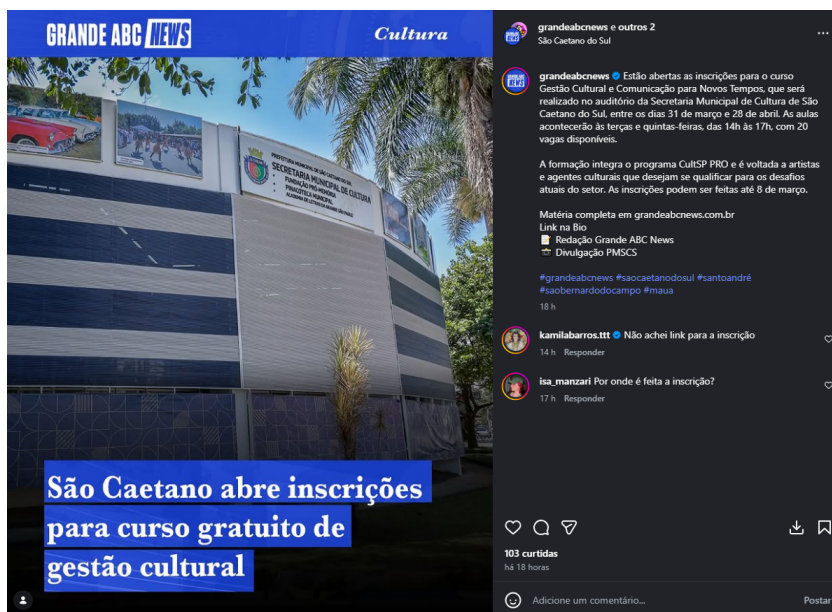 GRANDE ABC NEWS
Cultura
PREFEITURA MUNICIPAL DE SÃO CAETANO DO SUL
SECRETARIA MUNICIPAL DE CULTURA
• FUNDAÇÃO PRÓ-MEMÓRIA
• PINACOTECA MUNICIPAL
ACADEMIA DE LETRAS DA GRANDE SÃO PAULO
São Caetano abre inscrições
para curso gratuito de
gestão cultural
grandeabcnews e outros 2
São Caetano do Sul
grandeabcnews Estão abertas as inscrições para o curso
Gestão Cultural e Comunicação para Novos Tempos, que será
realizado no auditório da Secretaria Municipal de Cultura de São
Caetano do Sul, entre os dias 31 de março e 28 de abril. As aulas
acontecerão às terças e quintas-feiras, das 14h às 17h, com 20
vagas disponíveis.
A formação integra o programa CultSP PRO e é voltada a artistas
e agentes culturais que desejam se qualificar para os desafios
atuais do setor. As inscrições podem ser feitas até 8 de março.
Matéria completa em grandeabcnews.com.br
Link na Bio
📝 Redação Grande ABC News
📸 Divulgação PMSCS
#grandeabcnews #saocaetanodosul #santoandré
#saobernardodocampo #maua
18 h
kamilabarros.ttt Não achei link para a inscrição
14 h Responder
isa_manzari Por onde é feita a inscrição?
17 h Responder
103 curtidas
há 18 horas
Adicione um comentário...
Postar